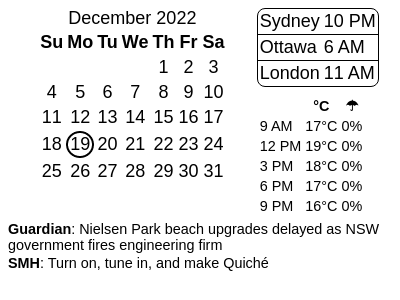 December 2022
Su Mo Tu We Th Fr Sa
1 2 3
4 5 6 7 8 9 10
11 12 13 14 15 16 17
18 19 20 21 22 23 24
25 26 27 28 29 30 31
Sydney 10 PM
Ottawa 6 AM
London 11 AM
°C ☂
9 AM 17°C 0%
12 PM 19°C 0%
3 PM 18°C 0%
6 PM 17°C 0%
9 PM 16°C 0%
Guardian: Nielsen Park beach upgrades delayed as NSW
government fires engineering firm
SMH: Turn on, tune in, and make Quiché